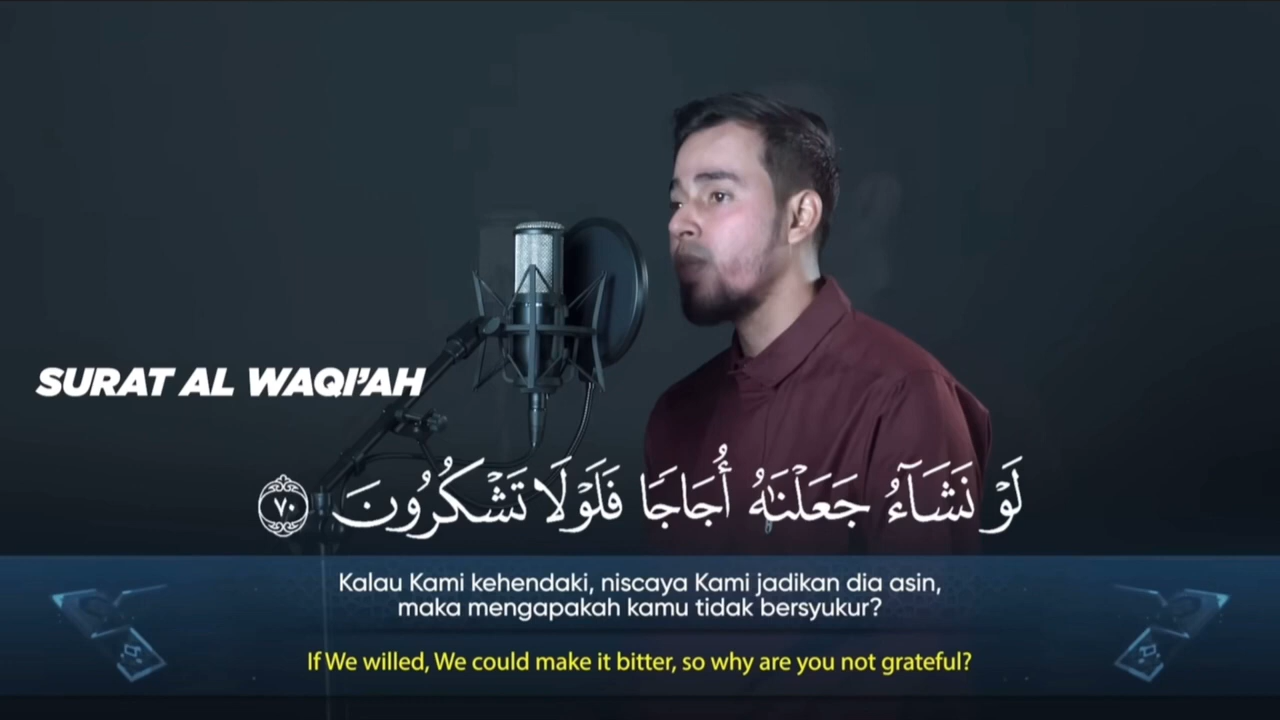 SURAT AL WAQI'AH
لَوْ نَشَآءُ جَعَلْنَٰهُ أُجَاجًا فَلَوْلَا تَشْكُرُونَ ٧٠
Kalau Kami kehendaki, niscaya Kami jadikan dia asin,
maka mengapakah kamu tidak bersyukur?
If We willed, We could make it bitter, so why are you not grateful?